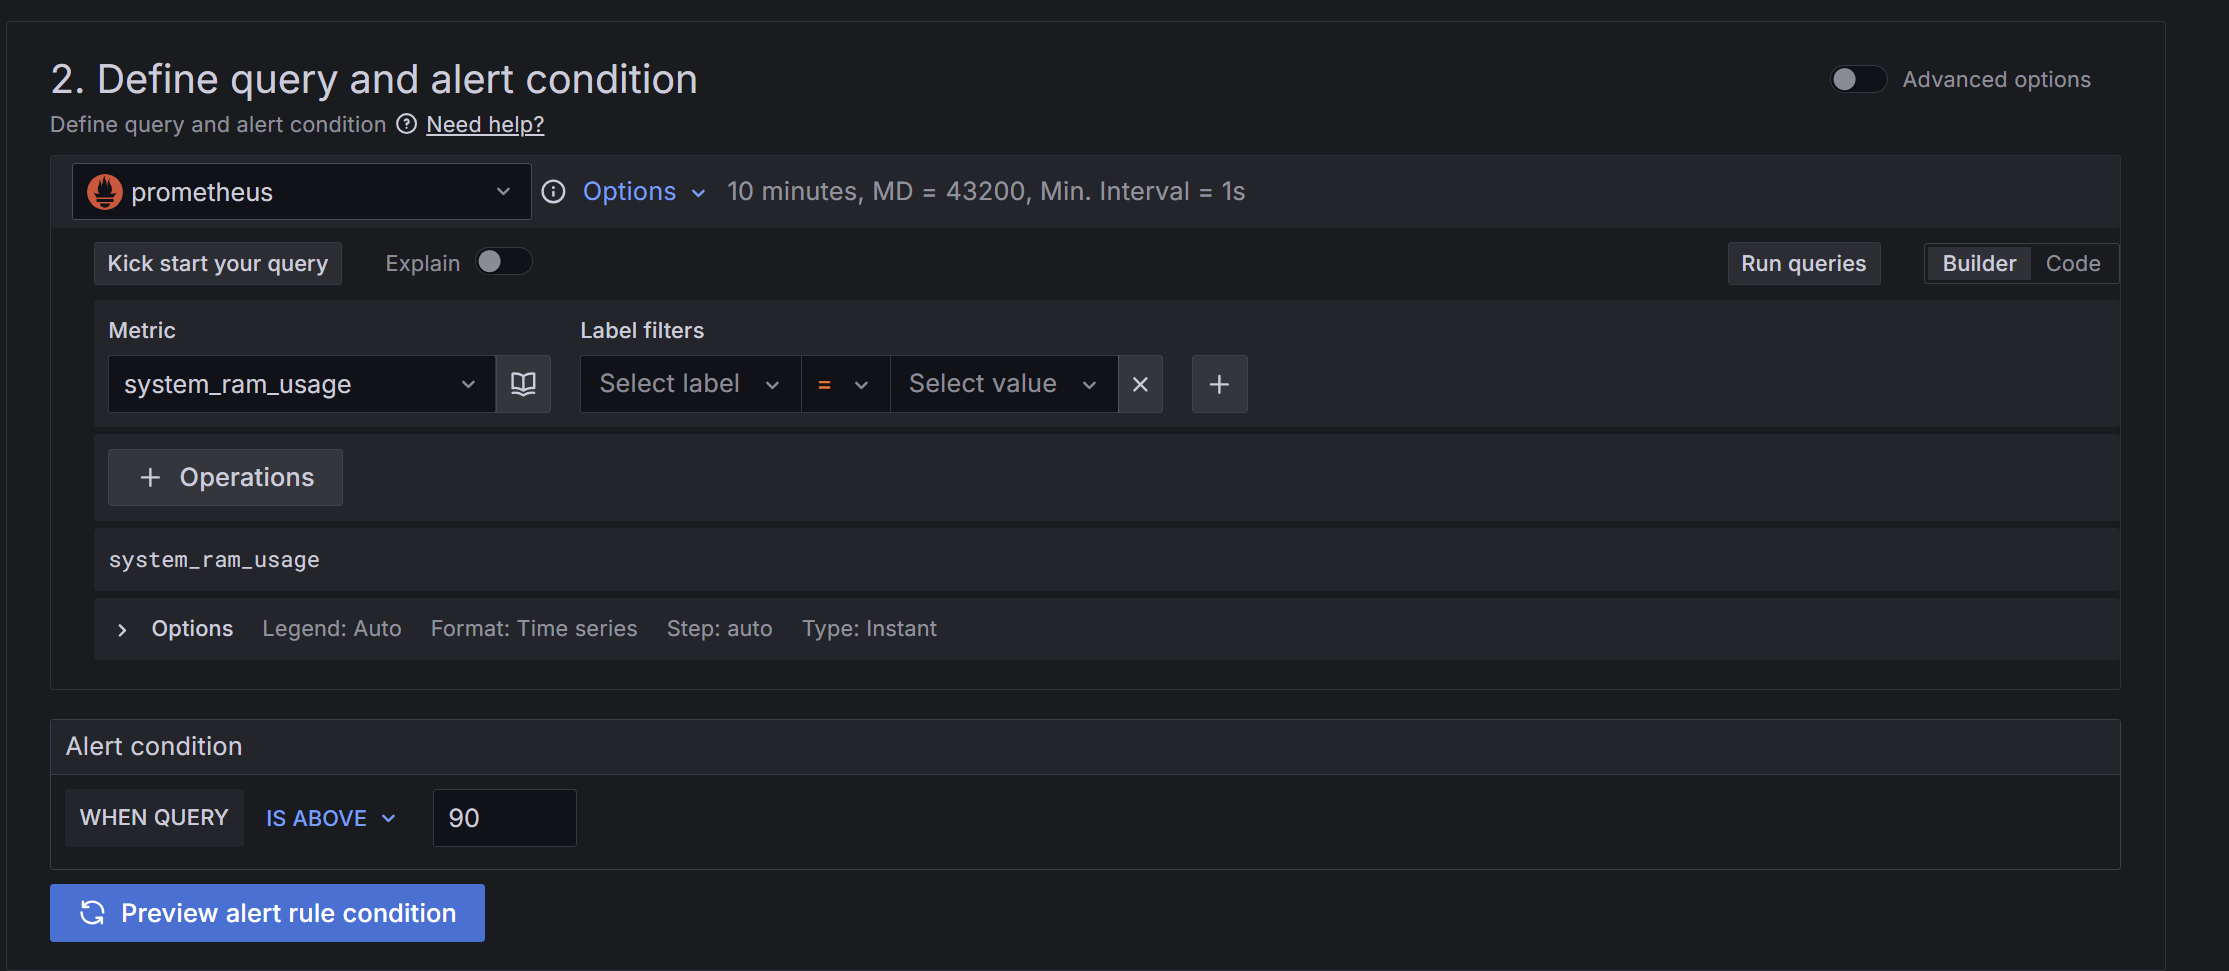 2. Define query and alert condition
Advanced options
Define query and alert condition Need help?
prometheus Options 10 minutes, MD = 43200, Min. Interval = 1s
Kick start your query Explain Run queries Builder Code
Metric Label filters
system_ram_usage Select label = Select value
+ Operations
system_ram_usage
Options Legend: Auto Format: Time series Step: auto Type: Instant
Alert condition
WHEN QUERY IS ABOVE 90
Preview alert rule condition